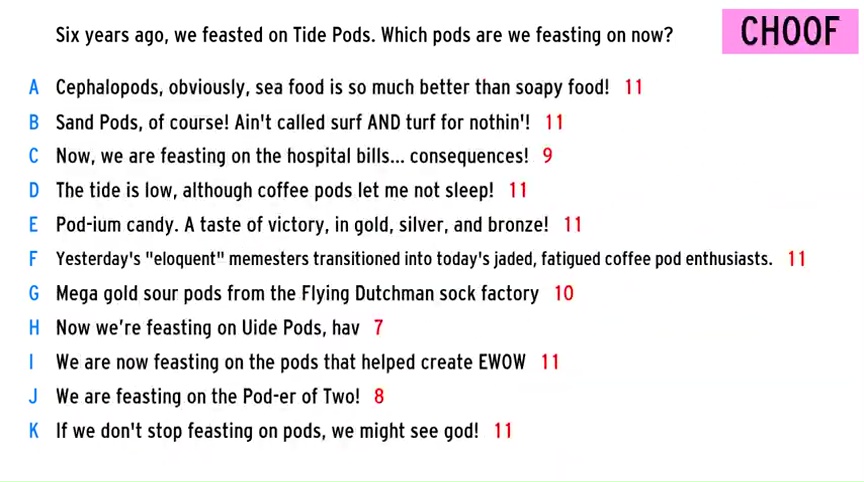 Six years ago, we feasted on Tide Pods. Which pods are we feasting on now?
CHOOF
A Cephalopods, obviously, sea food is so much better than soapy food! 11
B Sand Pods, of course! Ain't called surf AND turf for nothin'! 11
C Now, we are feasting on the hospital bills... consequences! 9
D The tide is low, although coffee pods let me not sleep! 11
E Pod-ium candy. A taste of victory, in gold, silver, and bronze! 11
F Yesterday's "eloquent" memesters transitioned into today's jaded, fatigued coffee pod enthusiasts. 11
G Mega gold sour pods from the Flying Dutchman sock factory 10
H Now we're feasting on Uide Pods, hav 7
I We are now feasting on the pods that helped create EWOW 11
J We are feasting on the Pod-er of Two! 8
K If we don't stop feasting on pods, we might see god! 11